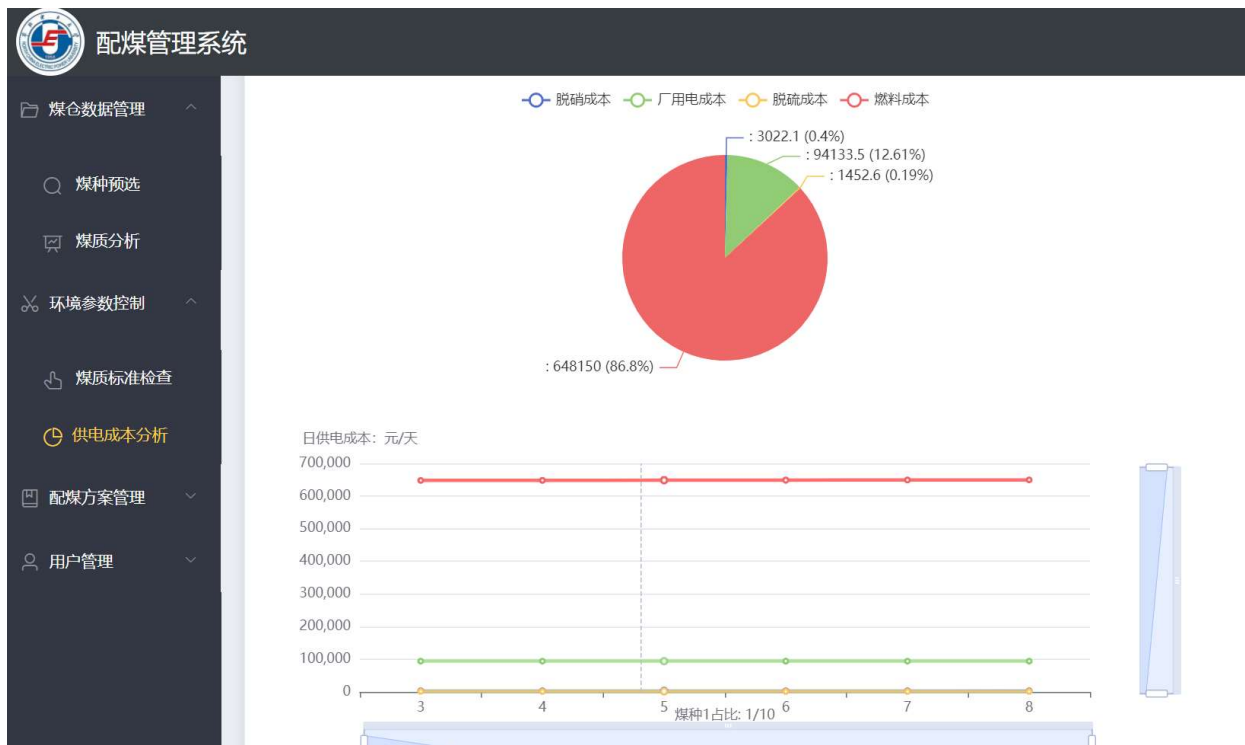 配煤管理系统
煤仓数据管理
煤种预选
煤质分析
环境参数控制
煤质标准检查
供电成本分析
配煤方案管理
用户管理
脱硝成本 厂用电成本 脱硫成本 燃料成本
: 3022.1 (0.4%)
: 94133.5 (12.61%)
: 1452.6 (0.19%)
: 648150 (86.8%)
日供电成本：元/天
700,000
600,000
500,000
400,000
300,000
200,000
100,000
0
3 4 5 6 7 8
煤种1占比: 1/10